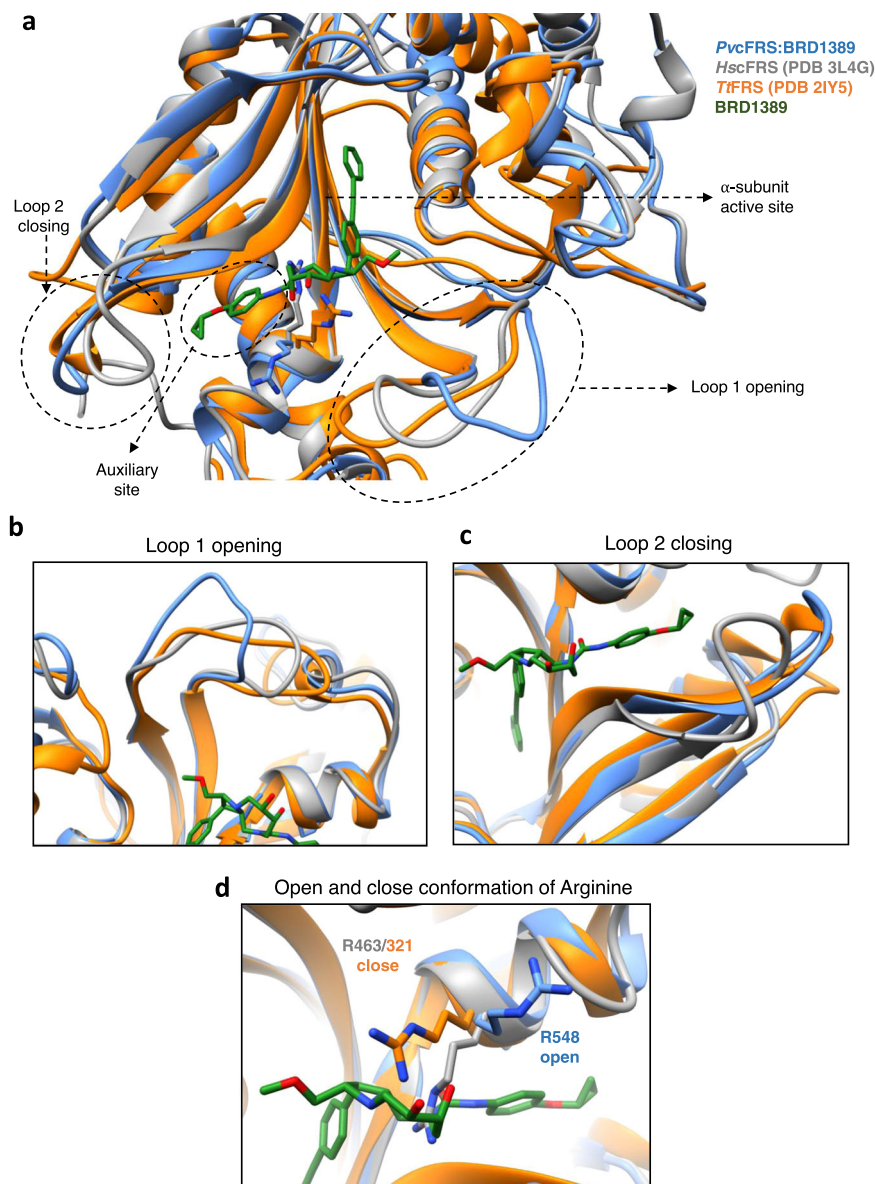 a
PvcFRS:BRD1389
HscFRS (PDB 3L4G)
TtFRS (PDB 2IY5)
BRD1389
α-subunit
active site
Loop 2
closing
Loop 1 opening
Auxiliary
site
b
Loop 1 opening
c
Loop 2 closing
d
Open and close conformation of Arginine
R463/321
close
R548
open